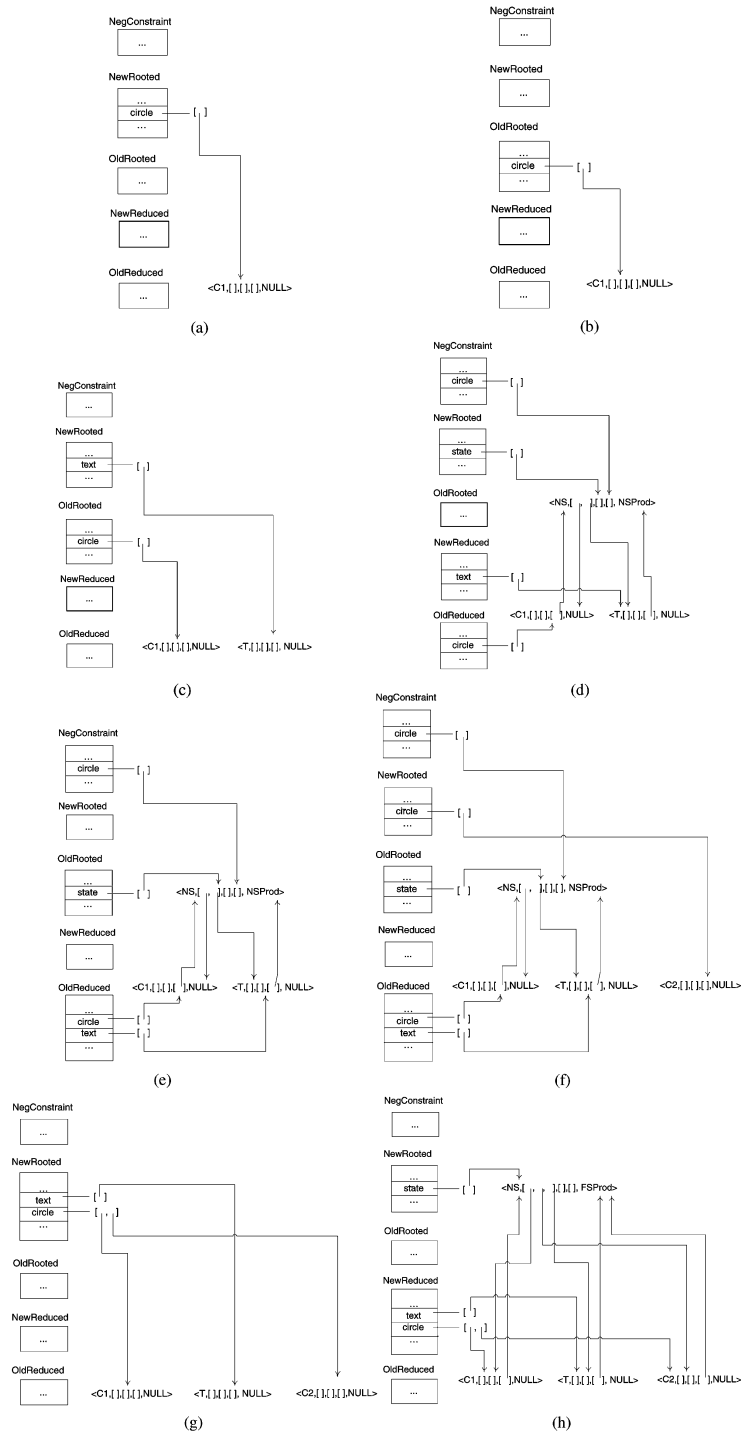 NegConstraint
...
NewRooted
...
circle
[ , ]
...
OldRooted
...
NewReduced
...
OldReduced
...
<C1,[ ],[ ],[ ],NULL>
(a)
NegConstraint
...
NewRooted
...
OldRooted
...
circle
[ , ]
...
NewReduced
...
OldReduced
...
<C1,[ ],[ ],[ ],NULL>
(b)
NegConstraint
...
NewRooted
...
text
[ , ]
...
OldRooted
...
circle
[ , ]
...
NewReduced
...
OldReduced
...
<C1,[ ],[ ],[ ],NULL>
<T,[ ],[ ],[ ], NULL>
(c)
NegConstraint
...
circle
[ , ]
...
NewRooted
...
state
[ , ]
...
<NS,[ , ],[ ],[ ], NSProd>
OldRooted
...
NewReduced
...
text
[ , ]
...
<C1,[ ],[ ],[ ],NULL>
<T,[ ],[ ],[ ], NULL>
OldReduced
...
circle
[ , ]
...
(d)
NegConstraint
...
circle
[ , ]
...
NewRooted
...
OldRooted
...
state
[ ]
...
<NS,[ , ],[ ],[ ], NSProd>
NewReduced
...
OldReduced
<C1,[ ],[ ],[ ],NULL>
<T,[ ],[ ],[ ], NULL>
...
circle
[ ]
text
[ ]
...
(e)
NegConstraint
...
circle
[ , ]
...
NewRooted
...
circle
[ , ]
...
OldRooted
...
state
[ ]
...
<NS,[ , ],[ ],[ ], NSProd>
NewReduced
...
OldReduced
<C1,[ ],[ ],[ ],NULL>
<T,[ ],[ ],[ ], NULL>
<C2,[ ],[ ],[ ],NULL>
...
circle
[ ]
text
[ ]
...
(f)
NegConstraint
...
NewRooted
...
text
[ ]
circle
[ , ]
...
OldRooted
...
NewReduced
...
OldReduced
...
<C1,[ ],[ ],[ ],NULL>
<T,[ ],[ ],[ ], NULL>
<C2,[ ],[ ],[ ],NULL>
(g)
NegConstraint
...
NewRooted
...
state
[ ]
...
<NS,[ , , ],[ ],[ ], FSProd>
OldRooted
...
NewReduced
...
text
[ ]
circle
[ , ]
...
OldReduced
...
<C1,[ ],[ ],[ ],NULL>
<T,[ ],[ ],[ ], NULL>
<C2,[ ],[ ],[ ],NULL>
(h)